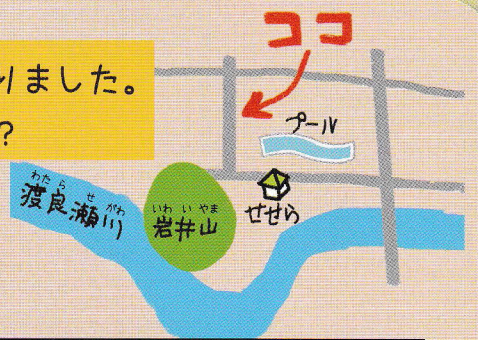 ココ
りました。
?
プール
わたらせがわ
渡良瀬川
いわいやま
岩井山
せせら